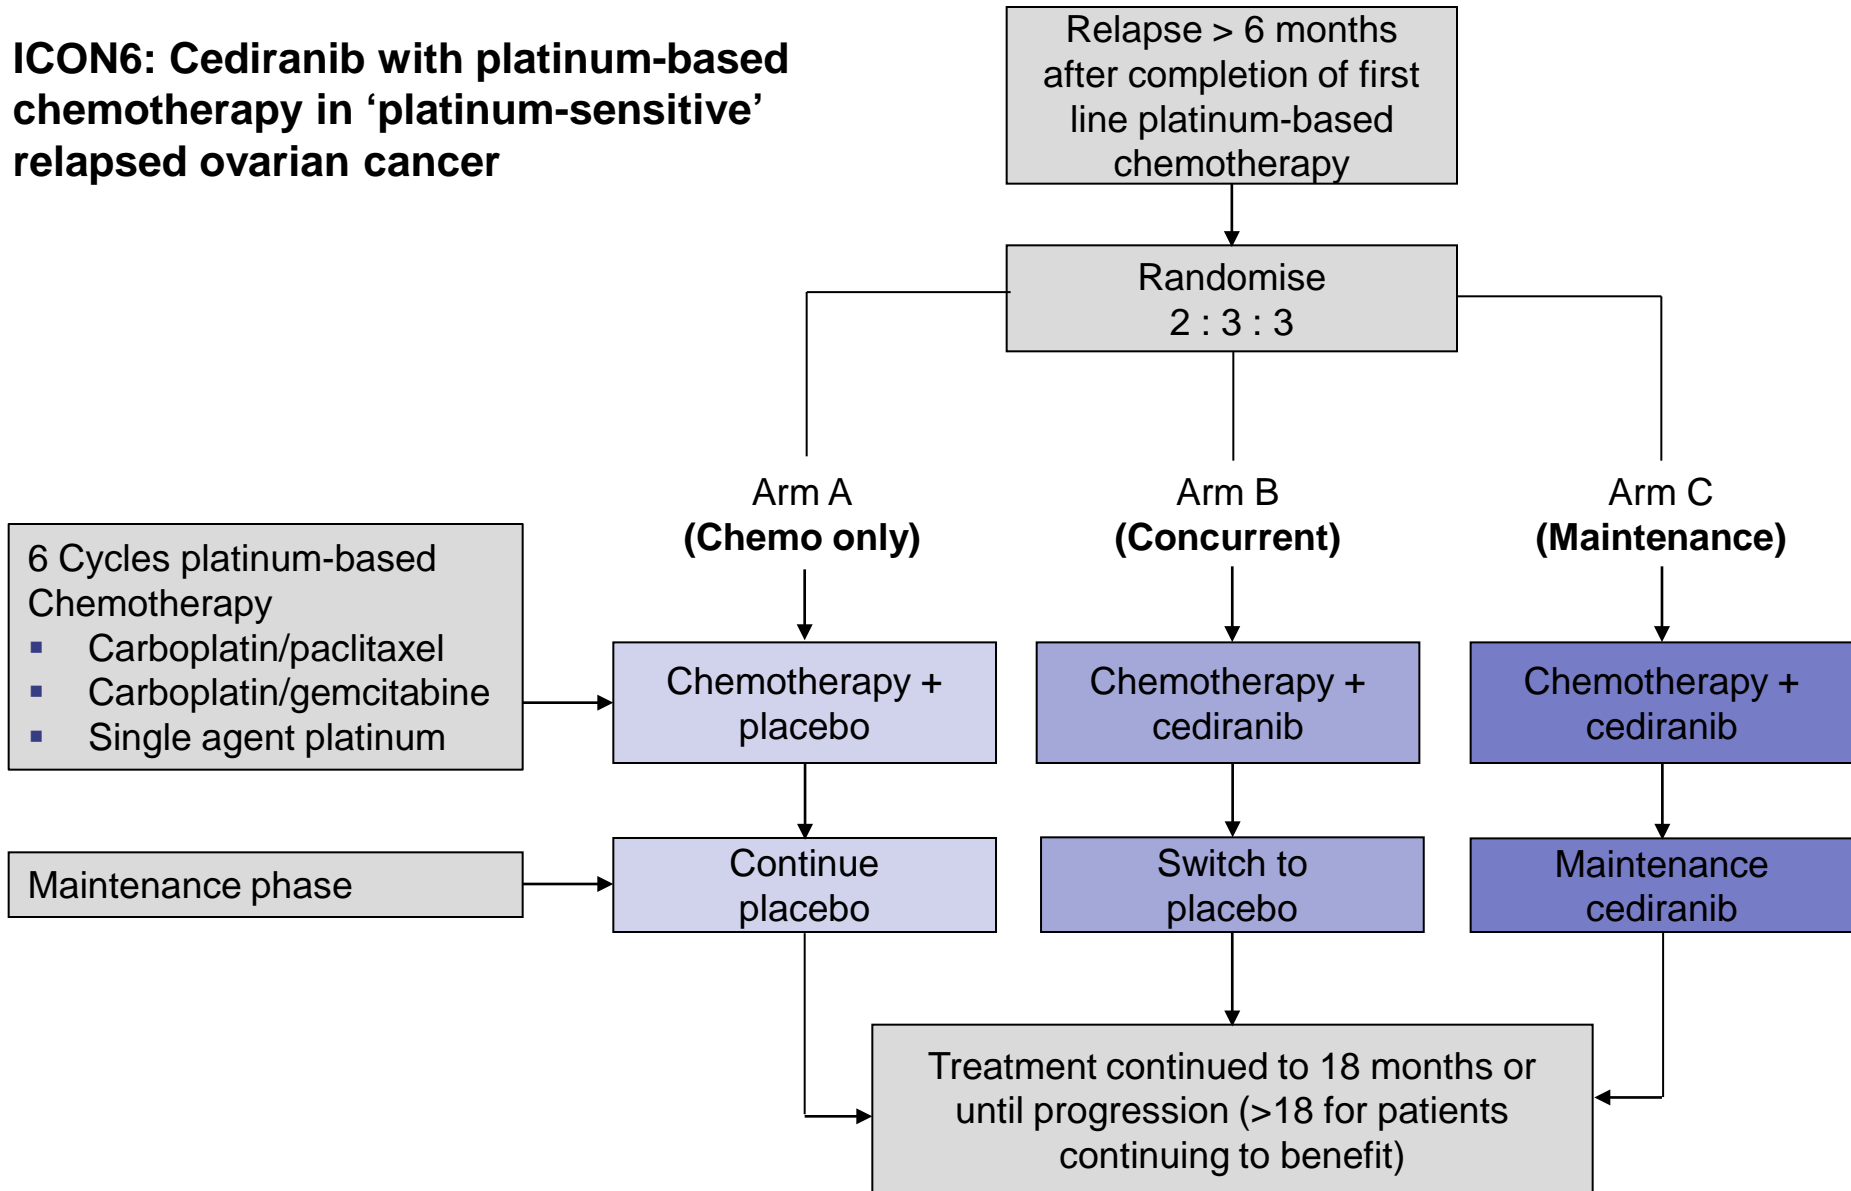 ICON6: Cediranib with platinum-based
chemotherapy in ‘platinum-sensitive’
relapsed ovarian cancer
Relapse > 6 months
after completion of first
line platinum-based
chemotherapy
Randomise
2 : 3 : 3
Arm A
(Chemo only)
Arm B
(Concurrent)
Arm C
(Maintenance)
6 Cycles platinum-based
Chemotherapy
▪ Carboplatin/paclitaxel
▪ Carboplatin/gemcitabine
▪ Single agent platinum
Chemotherapy +
placebo
Chemotherapy +
cediranib
Chemotherapy +
cediranib
Maintenance phase
Continue
placebo
Switch to
placebo
Maintenance
cediranib
Treatment continued to 18 months or
until progression (>18 for patients
continuing to benefit)